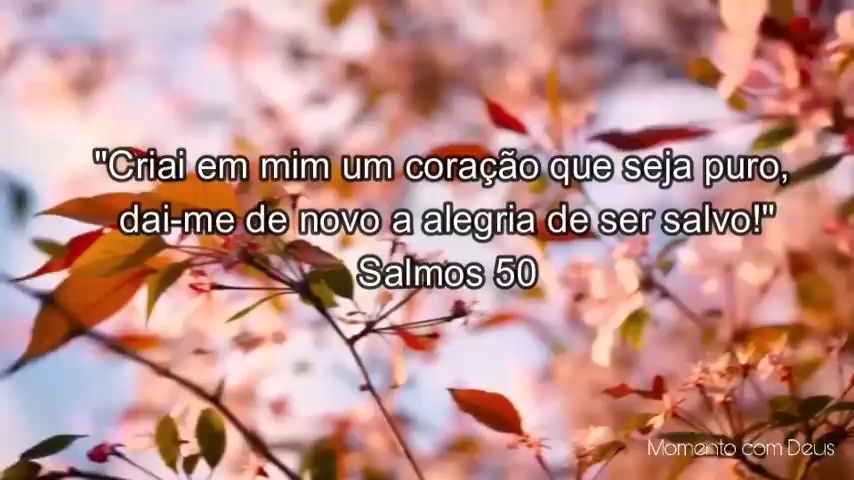 "Criai em mim um coração que seja puro,
dai-me de novo a alegria de ser salvo!"
Salmos 50
Momento com Deus